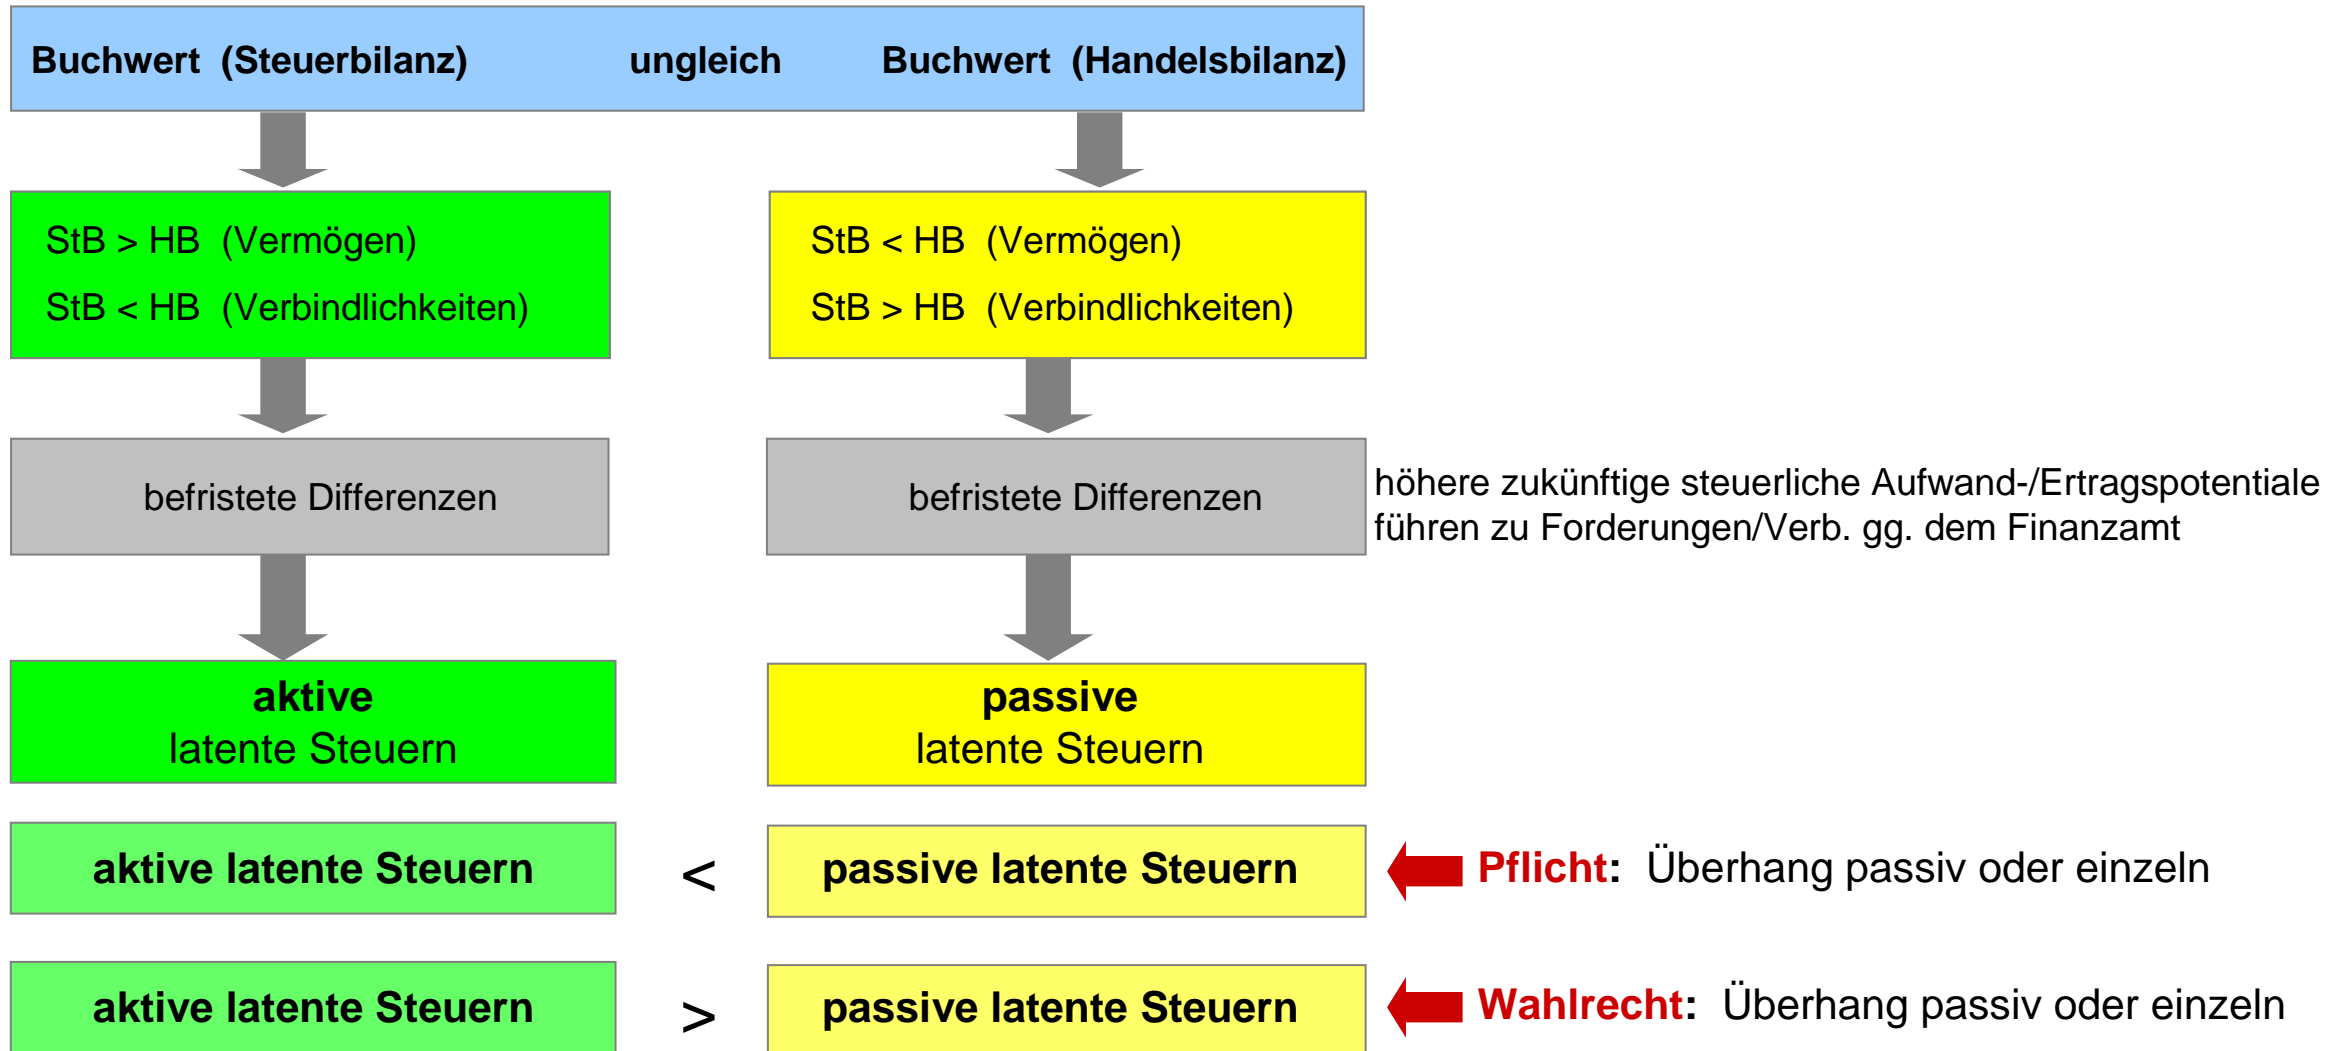 Buchwert (Steuerbilanz) ungleich Buchwert (Handelsbilanz)
StB > HB (Vermögen)
StB < HB (Verbindlichkeiten)
StB < HB (Vermögen)
StB > HB (Verbindlichkeiten)
befristete Differenzen
befristete Differenzen
höhere zukünftige steuerliche Aufwand-/Ertragspotentiale
führen zu Forderungen/Verb. gg. dem Finanzamt
aktive
latente Steuern
passive
latente Steuern
aktive latente Steuern < passive latente Steuern Pflicht: Überhang passiv oder einzeln
aktive latente Steuern > passive latente Steuern Wahlrecht: Überhang passiv oder einzeln